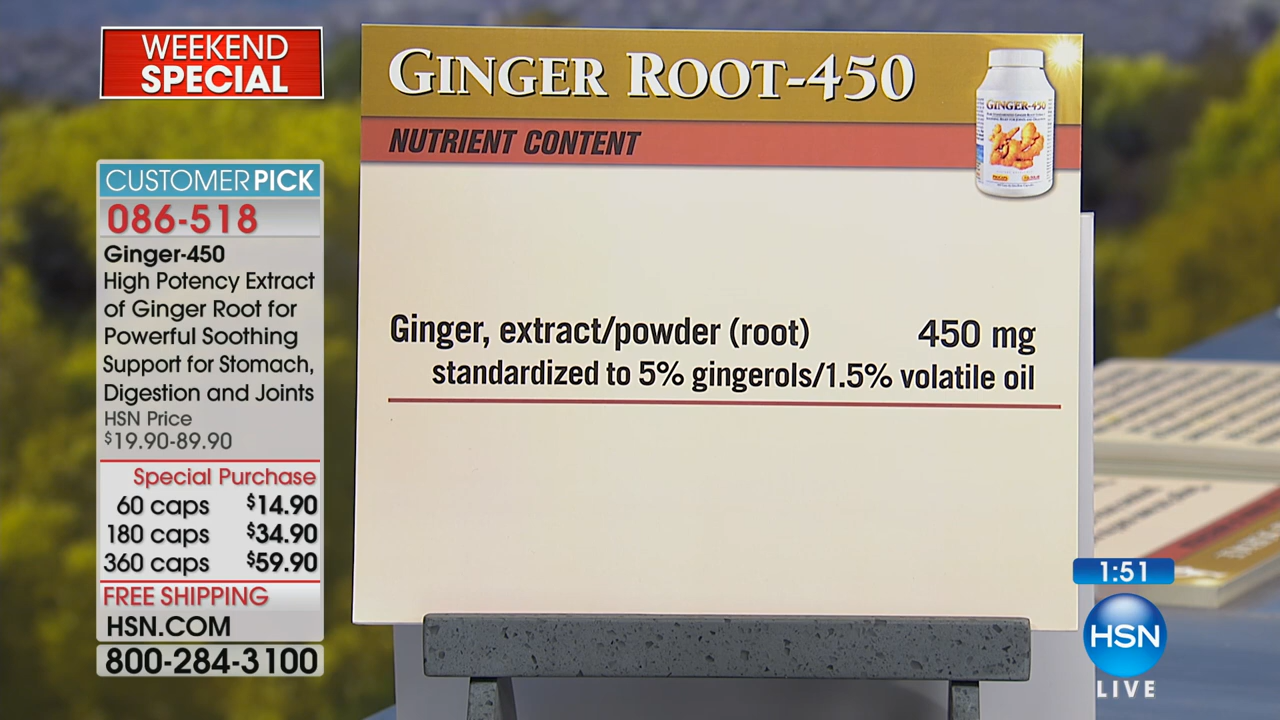 WEEKEND
SPECIAL
CUSTOMER PICK
086-518
Ginger-450
High Potency Extract
of Ginger Root for
Powerful Soothing
Support for Stomach,
Digestion and Joints
HSN Price
$19.90-89.90
Special Purchase
60 caps $14.90
180 caps $34.90
360 caps $59.90
FREE SHIPPING
HSN.COM
800-284-3100
GINGER ROOT-450
NUTRIENT CONTENT
GINGER-450
Ginger, extract/powder (root) 450 mg
standardized to 5% gingerols/1.5% volatile oil
1:51
HSN
LIVE